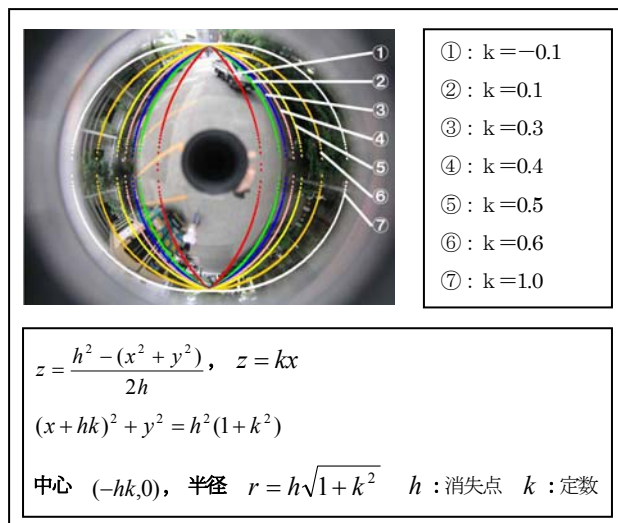 ①
②
③
④
⑤
⑥
⑦
①: k=−0.1
②: k=0.1
③: k=0.3
④: k=0.4
⑤: k=0.5
⑥: k=0.6
⑦: k=1.0
z = (h² − (x² + y²)) / 2h, z = kx
(x + hk)² + y² = h²(1 + k²)
中心 (−hk,0), 半径 r = h√(1 + k²) h:消失点 k:定数